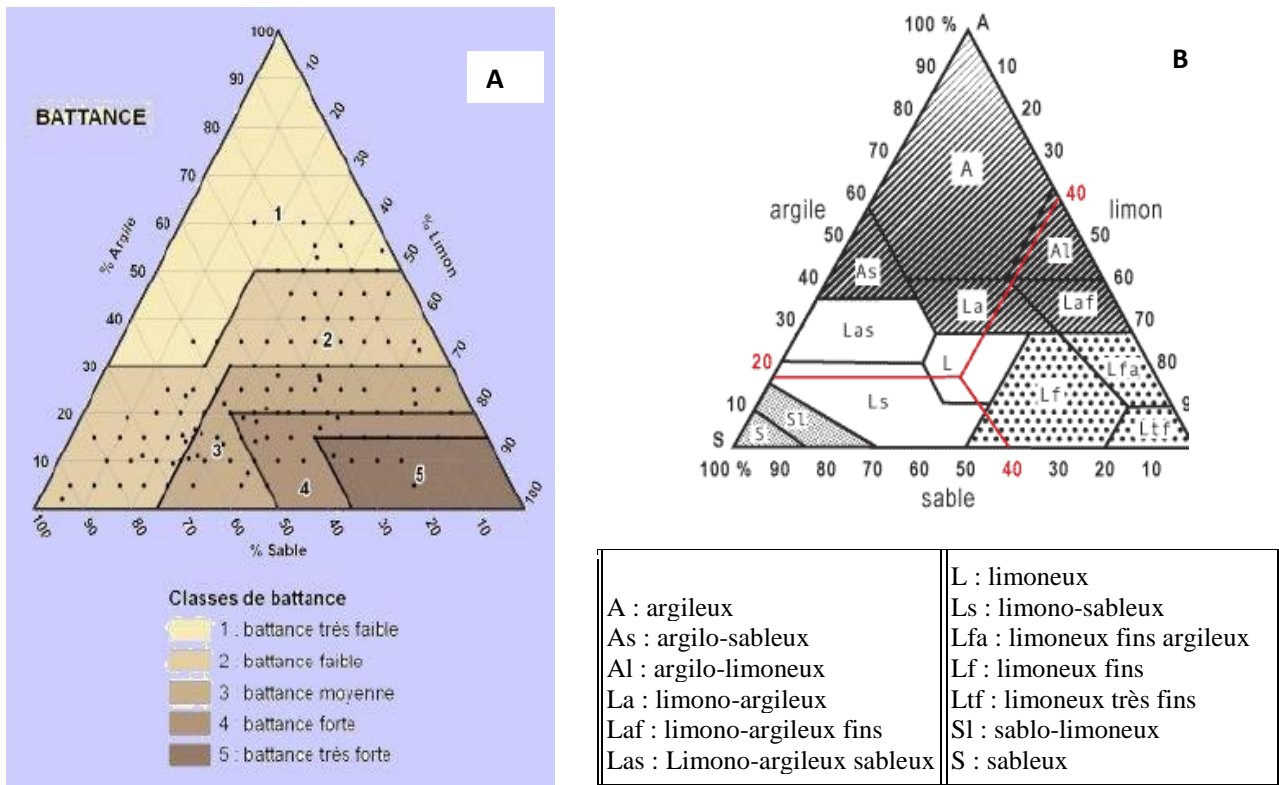 A
BATTANCE
100
90
80
70
60
50
40
30
20
10
10
20
30
40
50
60
70
80
90
100
% Argile
% Limon
1
2
3
4
5
100
90
80
70
60
50
40
30
20
10
% Sable
Classes de battance
1 : battance très faible
2 : battance faible
3 : battance moyenne
4 : battance forte
5 : battance très forte
B
100 % A
90
80
70
60
50
40
30
20
10
10
20
30
40
50
60
70
80
argile
limon
A
As
Al
La
Laf
Las
L
Lfa
Ls
Lf
Ltf
Sl
S
S
100 % 90 80 70 60 50 40 30 20 10
sable
A : argileux
As : argilo-sableux
Al : argilo-limoneux
La : limono-argileux
Laf : limono-argileux fins
Las : Limono-argileux sableux
L : limoneux
Ls : limono-sableux
Lfa : limoneux fins argileux
Lf : limoneux fins
Ltf : limoneux très fins
Sl : sablo-limoneux
S : sableux